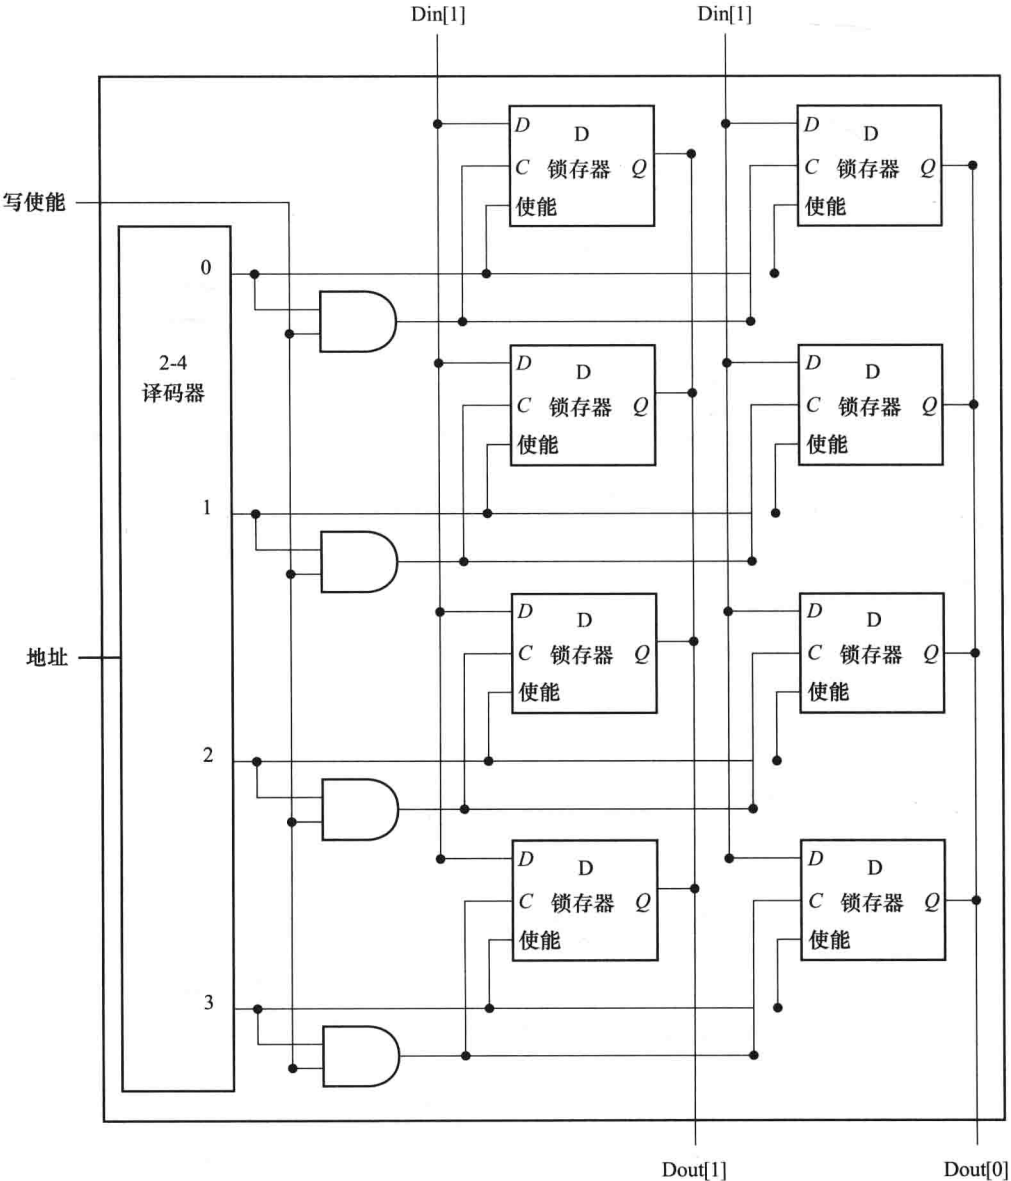 Din[1] Din[1]
D D D D
C 锁存器 Q C 锁存器 Q
写使能 使能 使能
0
2-4
译码器
D D D D
C 锁存器 Q C 锁存器 Q
使能 使能
1
D D D D
地址 C 锁存器 Q C 锁存器 Q
使能 使能
2
D D D D
C 锁存器 Q C 锁存器 Q
使能 使能
3
Dout[1] Dout[0]